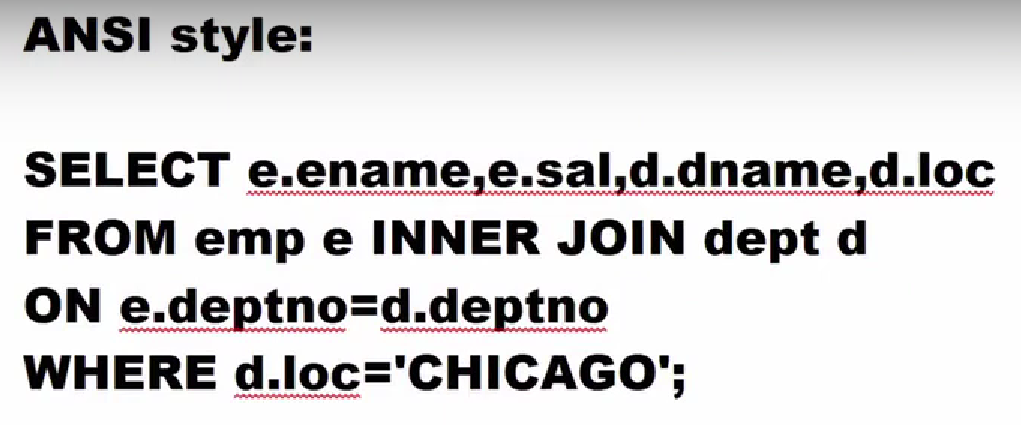 ANSI style:
SELECT e.ename,e.sal,d.dname,d.loc
FROM emp e INNER JOIN dept d
ON e.deptno=d.deptno
WHERE d.loc='CHICAGO';